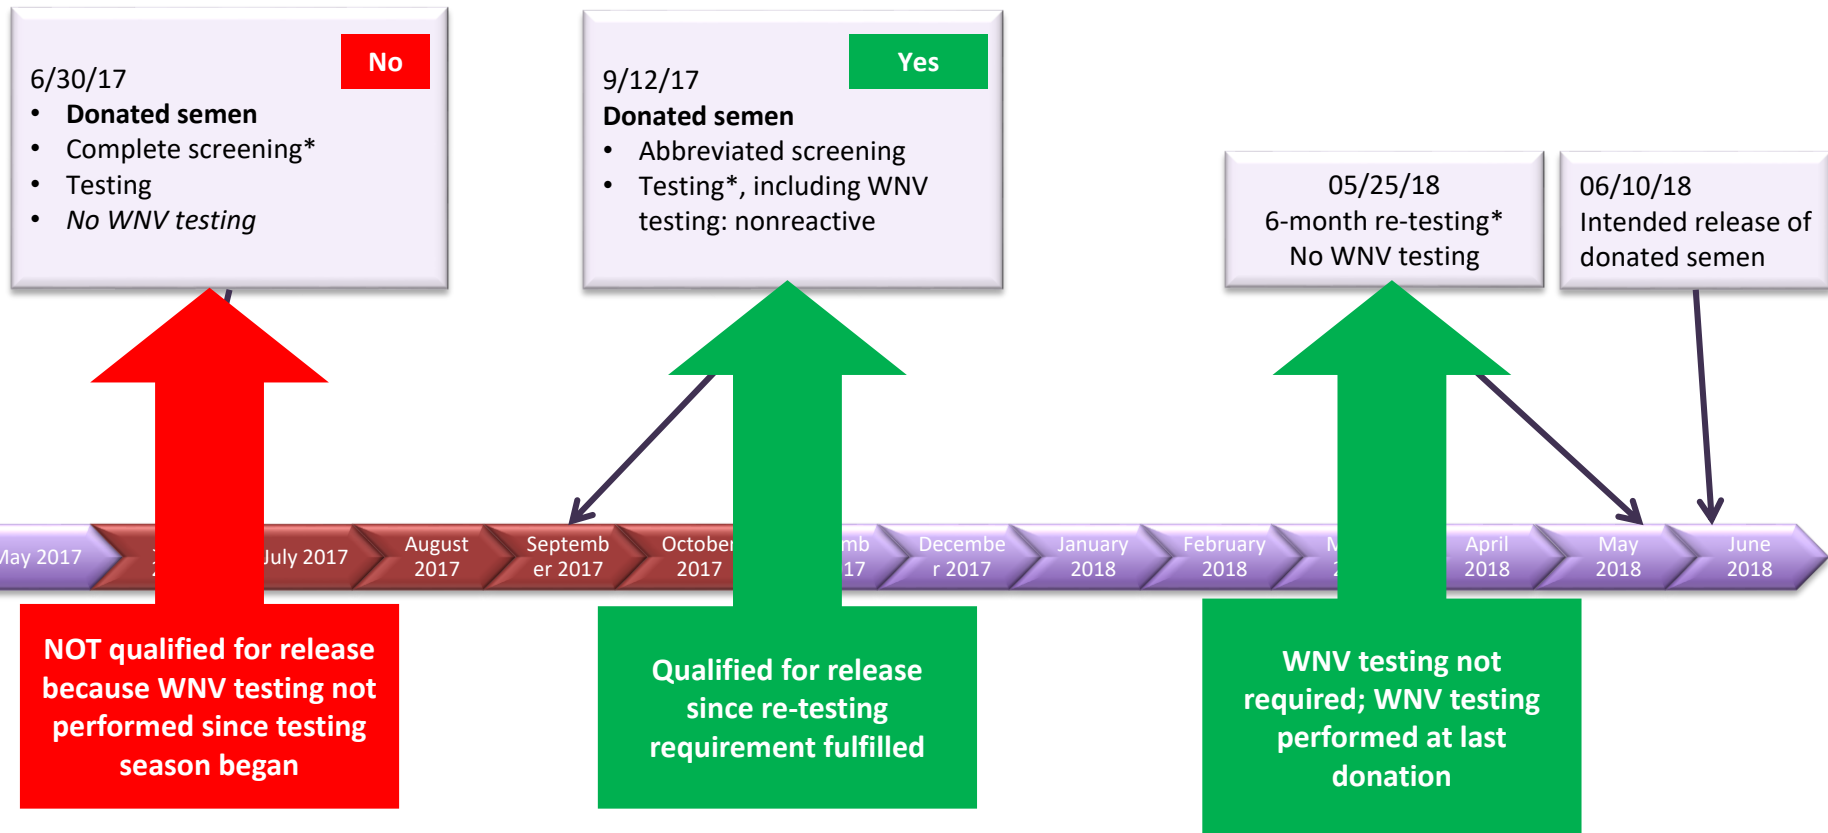 6/30/17
No
• Donated semen
• Complete screening*
• Testing
• No WNV testing
9/12/17
Yes
Donated semen
• Abbreviated screening
• Testing*, including WNV
testing: nonreactive
05/25/18
6-month re-testing*
No WNV testing
06/10/18
Intended release of
donated semen
May 2017
July 2017
August
2017
Septemb
er 2017
October
2017
mb
17
Decembe
r 2017
January
2018
February
2018
April
2018
May
2018
June
2018
NOT qualified for release
because WNV testing not
performed since testing
season began
Qualified for release
since re-testing
requirement fulfilled
WNV testing not
required; WNV testing
performed at last
donation